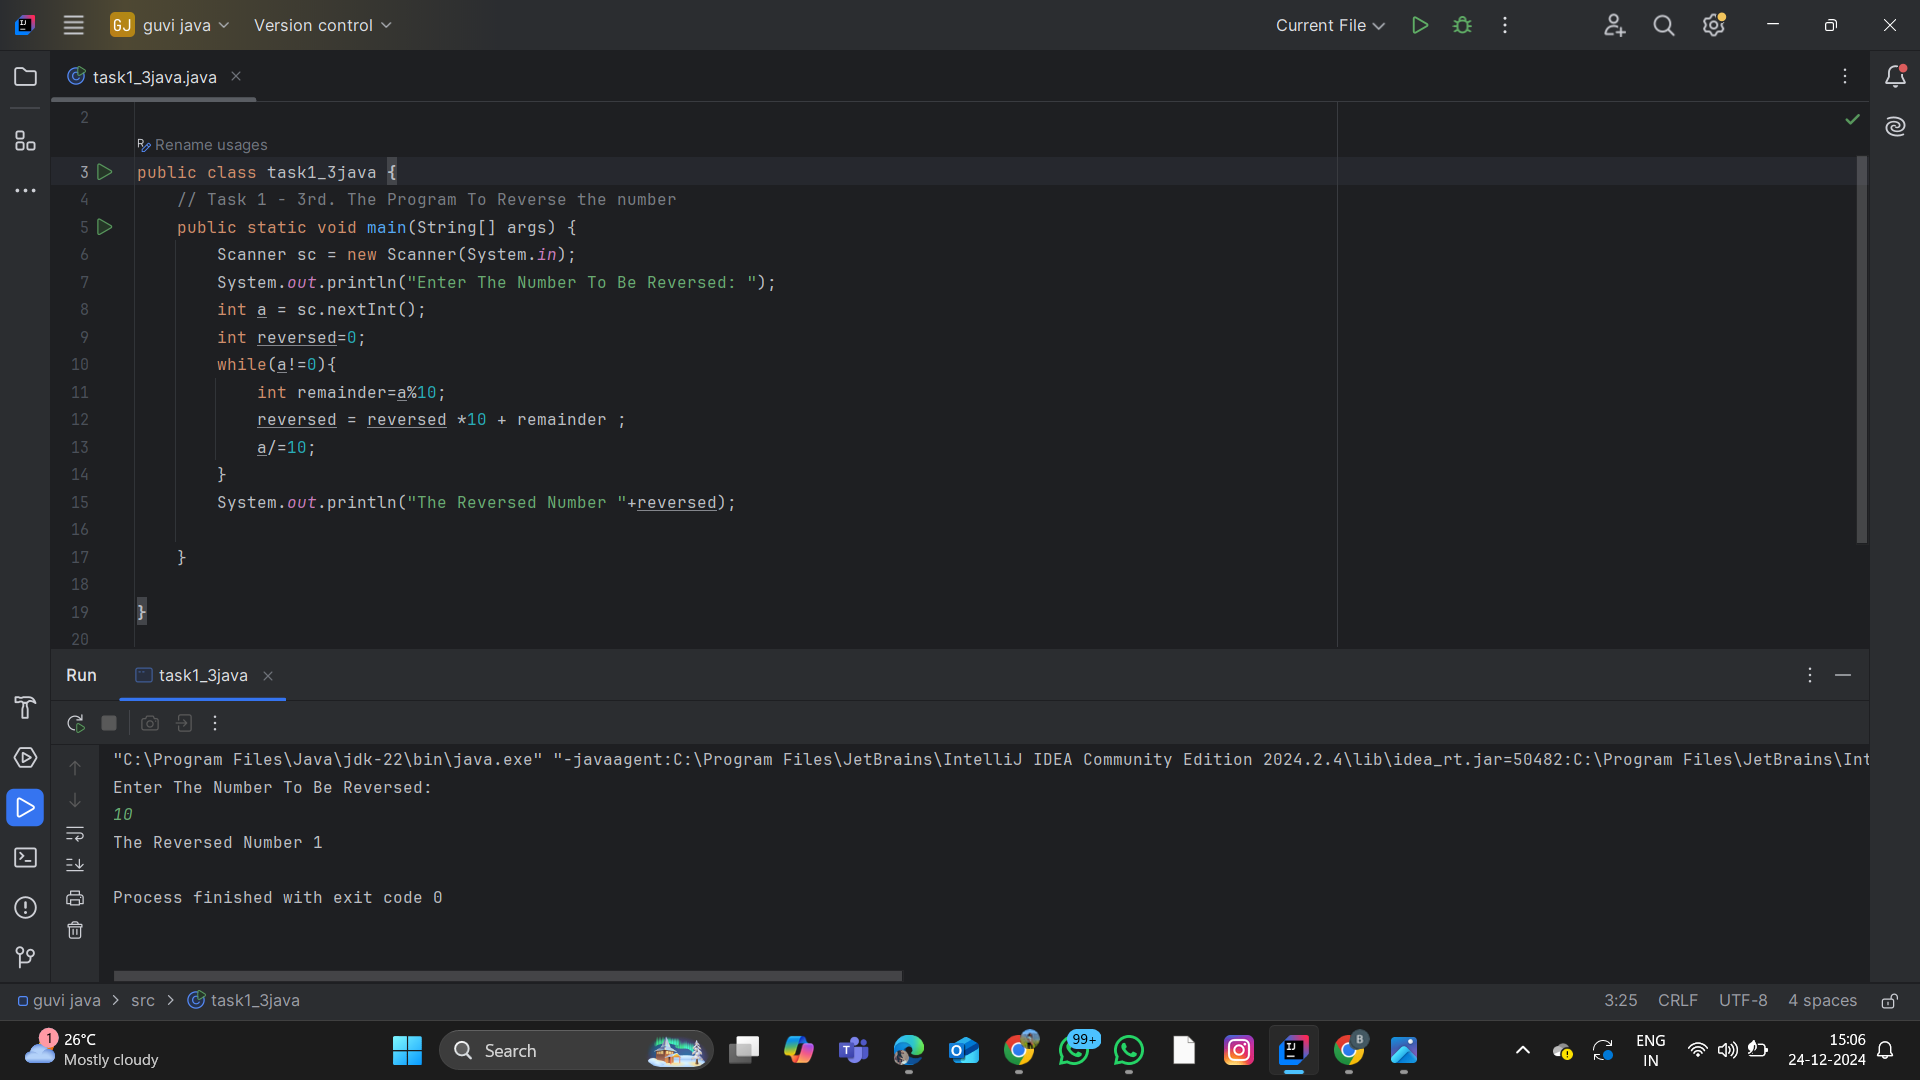 GJ guvi java Version control Current File
task1_3java.java
2
Rename usages
3 public class task1_3java {
4 // Task 1 - 3rd. The Program To Reverse the number
5 public static void main(String[] args) {
6 Scanner sc = new Scanner(System.in);
7 System.out.println("Enter The Number To Be Reversed: ");
8 int a = sc.nextInt();
9 int reversed=0;
10 while(a!=0){
11 int remainder=a%10;
12 reversed = reversed *10 + remainder ;
13 a/=10;
14 }
15 System.out.println("The Reversed Number "+reversed);
16
17 }
18
19 }
20
Run task1_3java
"C:\Program Files\Java\jdk-22\bin\java.exe" "-javaagent:C:\Program Files\JetBrains\IntelliJ IDEA Community Edition 2024.2.4\lib\idea_rt.jar=50482:C:\Program Files\JetBrains\Int
Enter The Number To Be Reversed:
10
The Reversed Number 1
Process finished with exit code 0
guvi java > src > task1_3java 3:25 CRLF UTF-8 4 spaces
1 26°C
Mostly cloudy
Search
99+
B
ENG
IN
15:06
24-12-2024